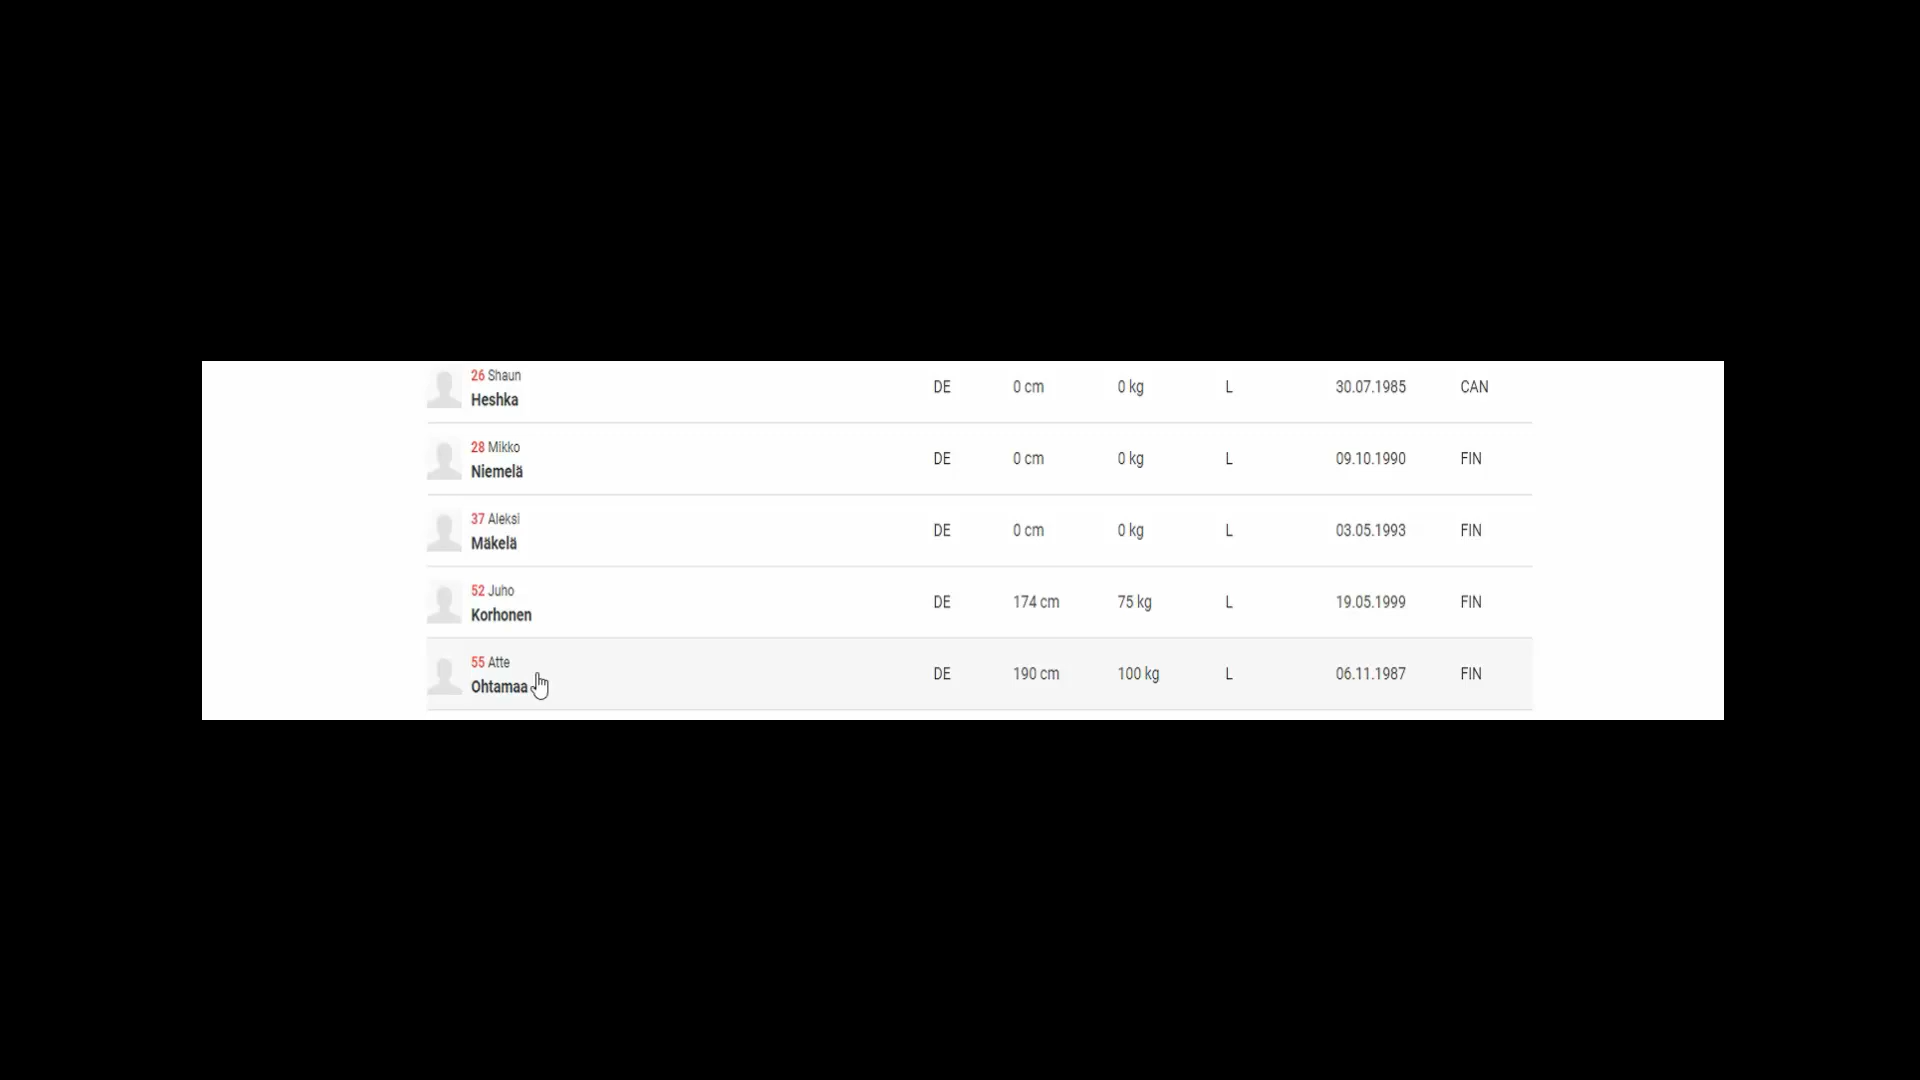 26 Shaun
Heshka
DE 0 cm 0 kg L 30.07.1985 CAN
28 Mikko
Niemelä
DE 0 cm 0 kg L 09.10.1990 FIN
37 Aleksi
Mäkelä
DE 0 cm 0 kg L 03.05.1993 FIN
52 Juho
Korhonen
DE 174 cm 75 kg L 19.05.1999 FIN
55 Atte
Ohtamaa
DE 190 cm 100 kg L 06.11.1987 FIN